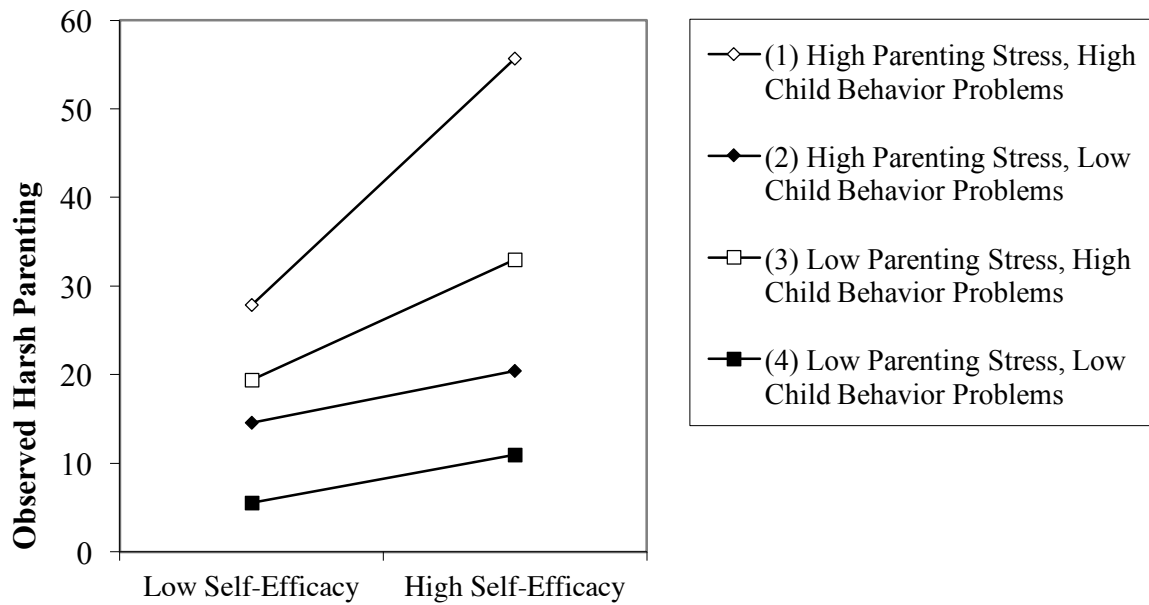 60
50
40
30
20
10
0
Observed Harsh Parenting
Low Self-Efficacy
High Self-Efficacy
(1) High Parenting Stress, High
Child Behavior Problems
(2) High Parenting Stress, Low
Child Behavior Problems
(3) Low Parenting Stress, High
Child Behavior Problems
(4) Low Parenting Stress, Low
Child Behavior Problems